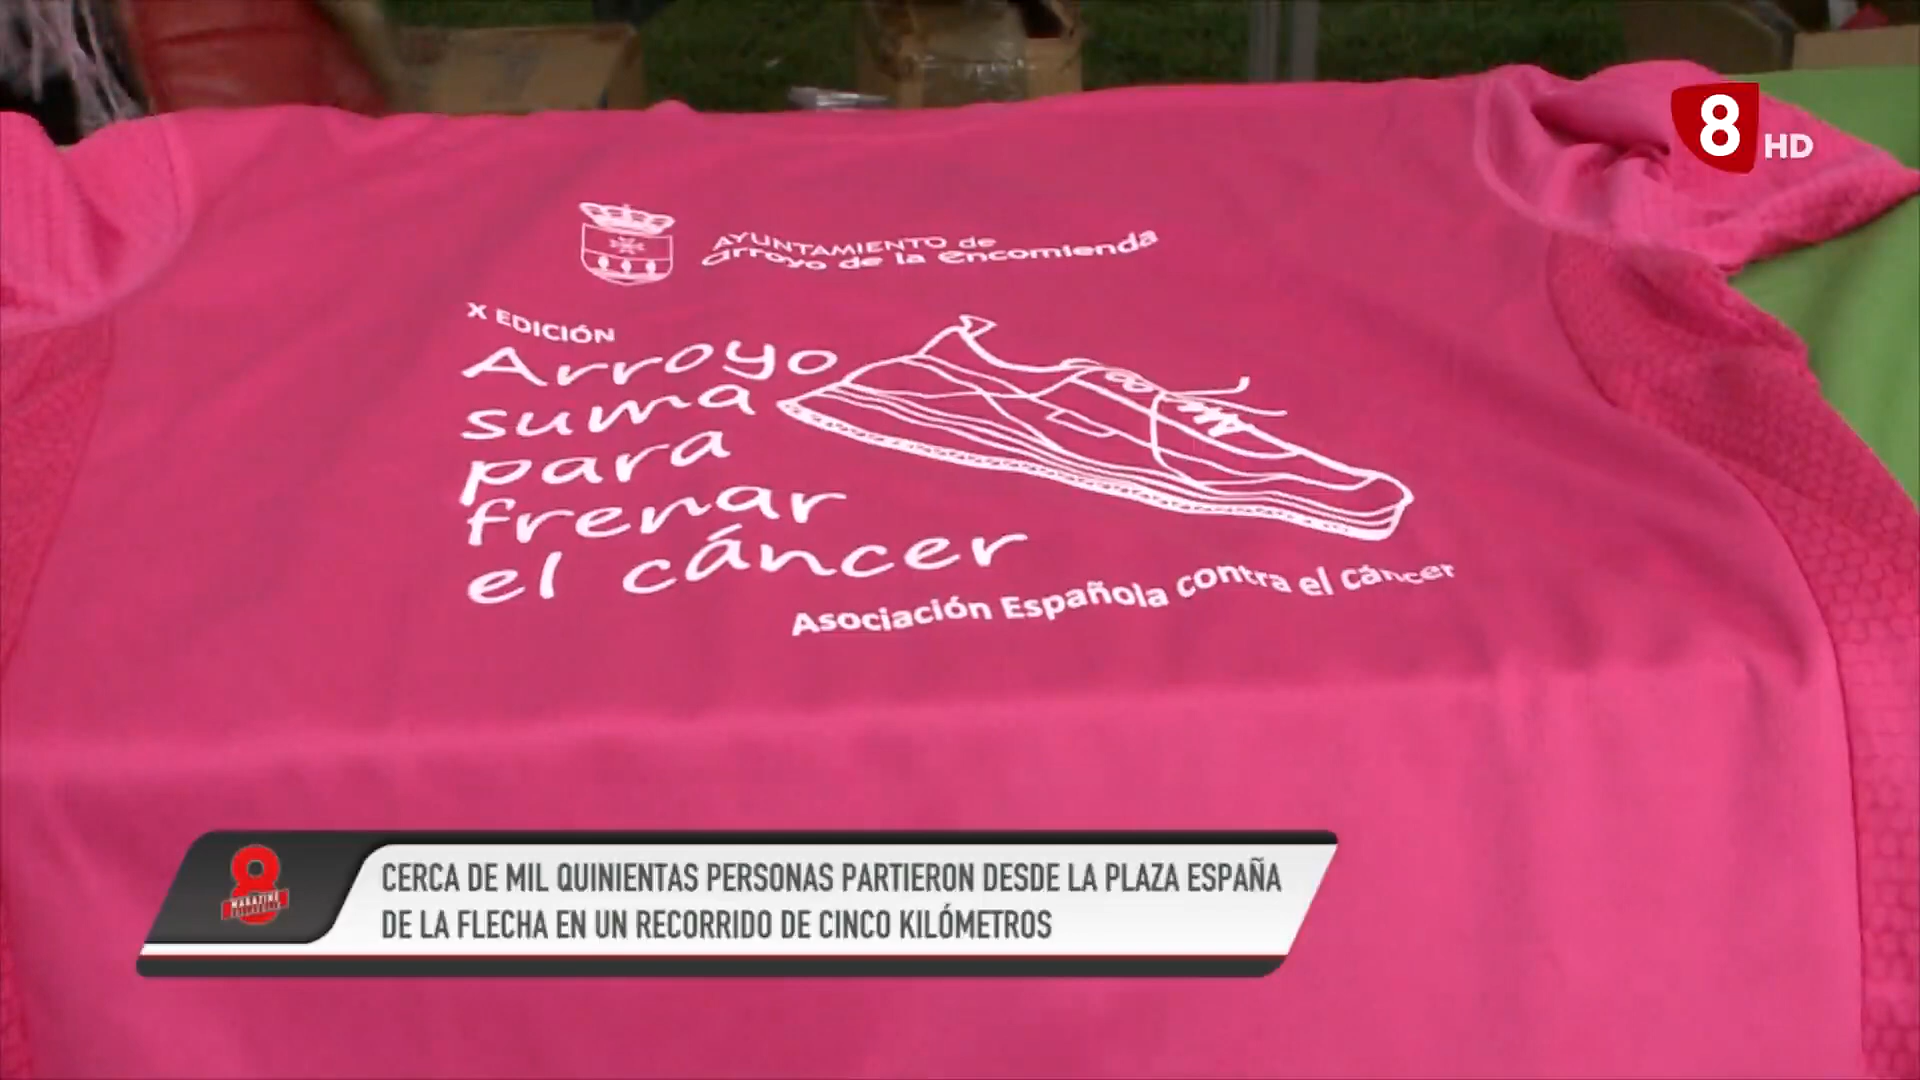 8 HD
AYUNTAMIENTO de
arroyo de la encomienda
X EDICIÓN
Arroyo
suma
para
frenar
el cáncer
Asociación Española contra el cáncer
8
MAGAZINE
CERCA DE MIL QUINIENTAS PERSONAS PARTIERON DESDE LA PLAZA ESPAÑA
DE LA FLECHA EN UN RECORRIDO DE CINCO KILÓMETROS